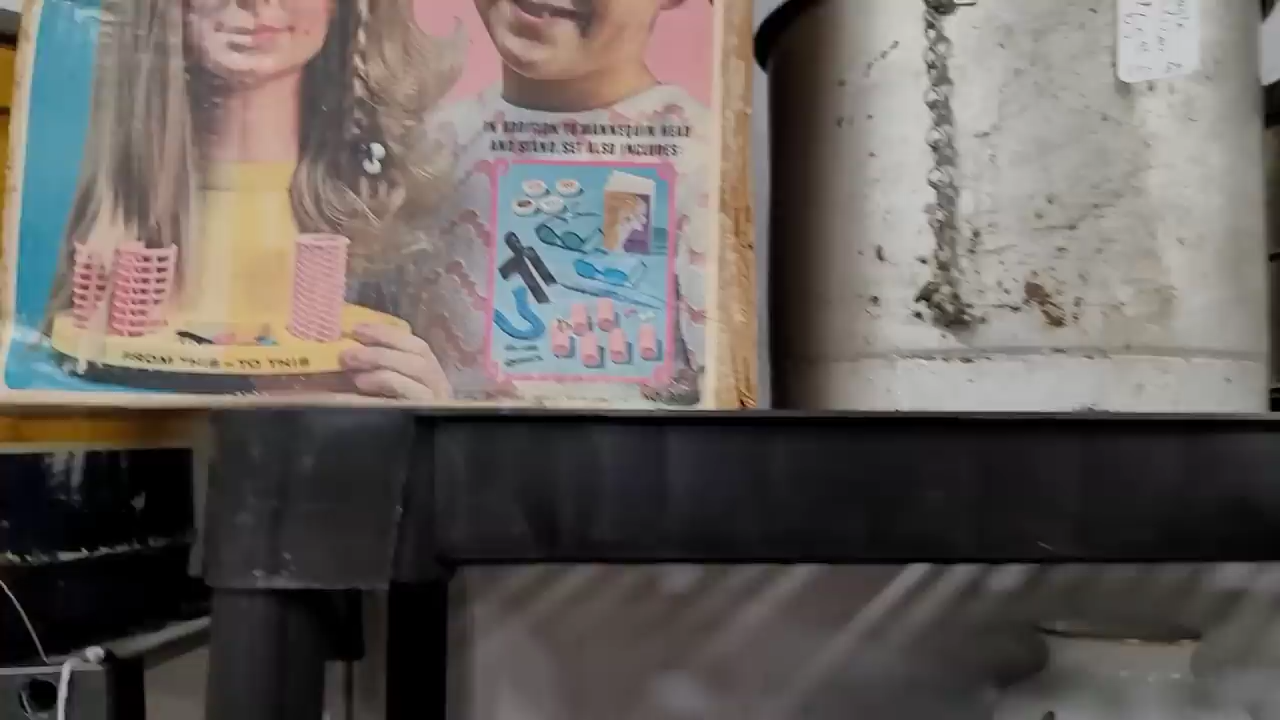 IN ADDITION TO MANNEQUIN HEAD
AND STAND, SET ALSO INCLUDES:
FROM THIS - TO THIS